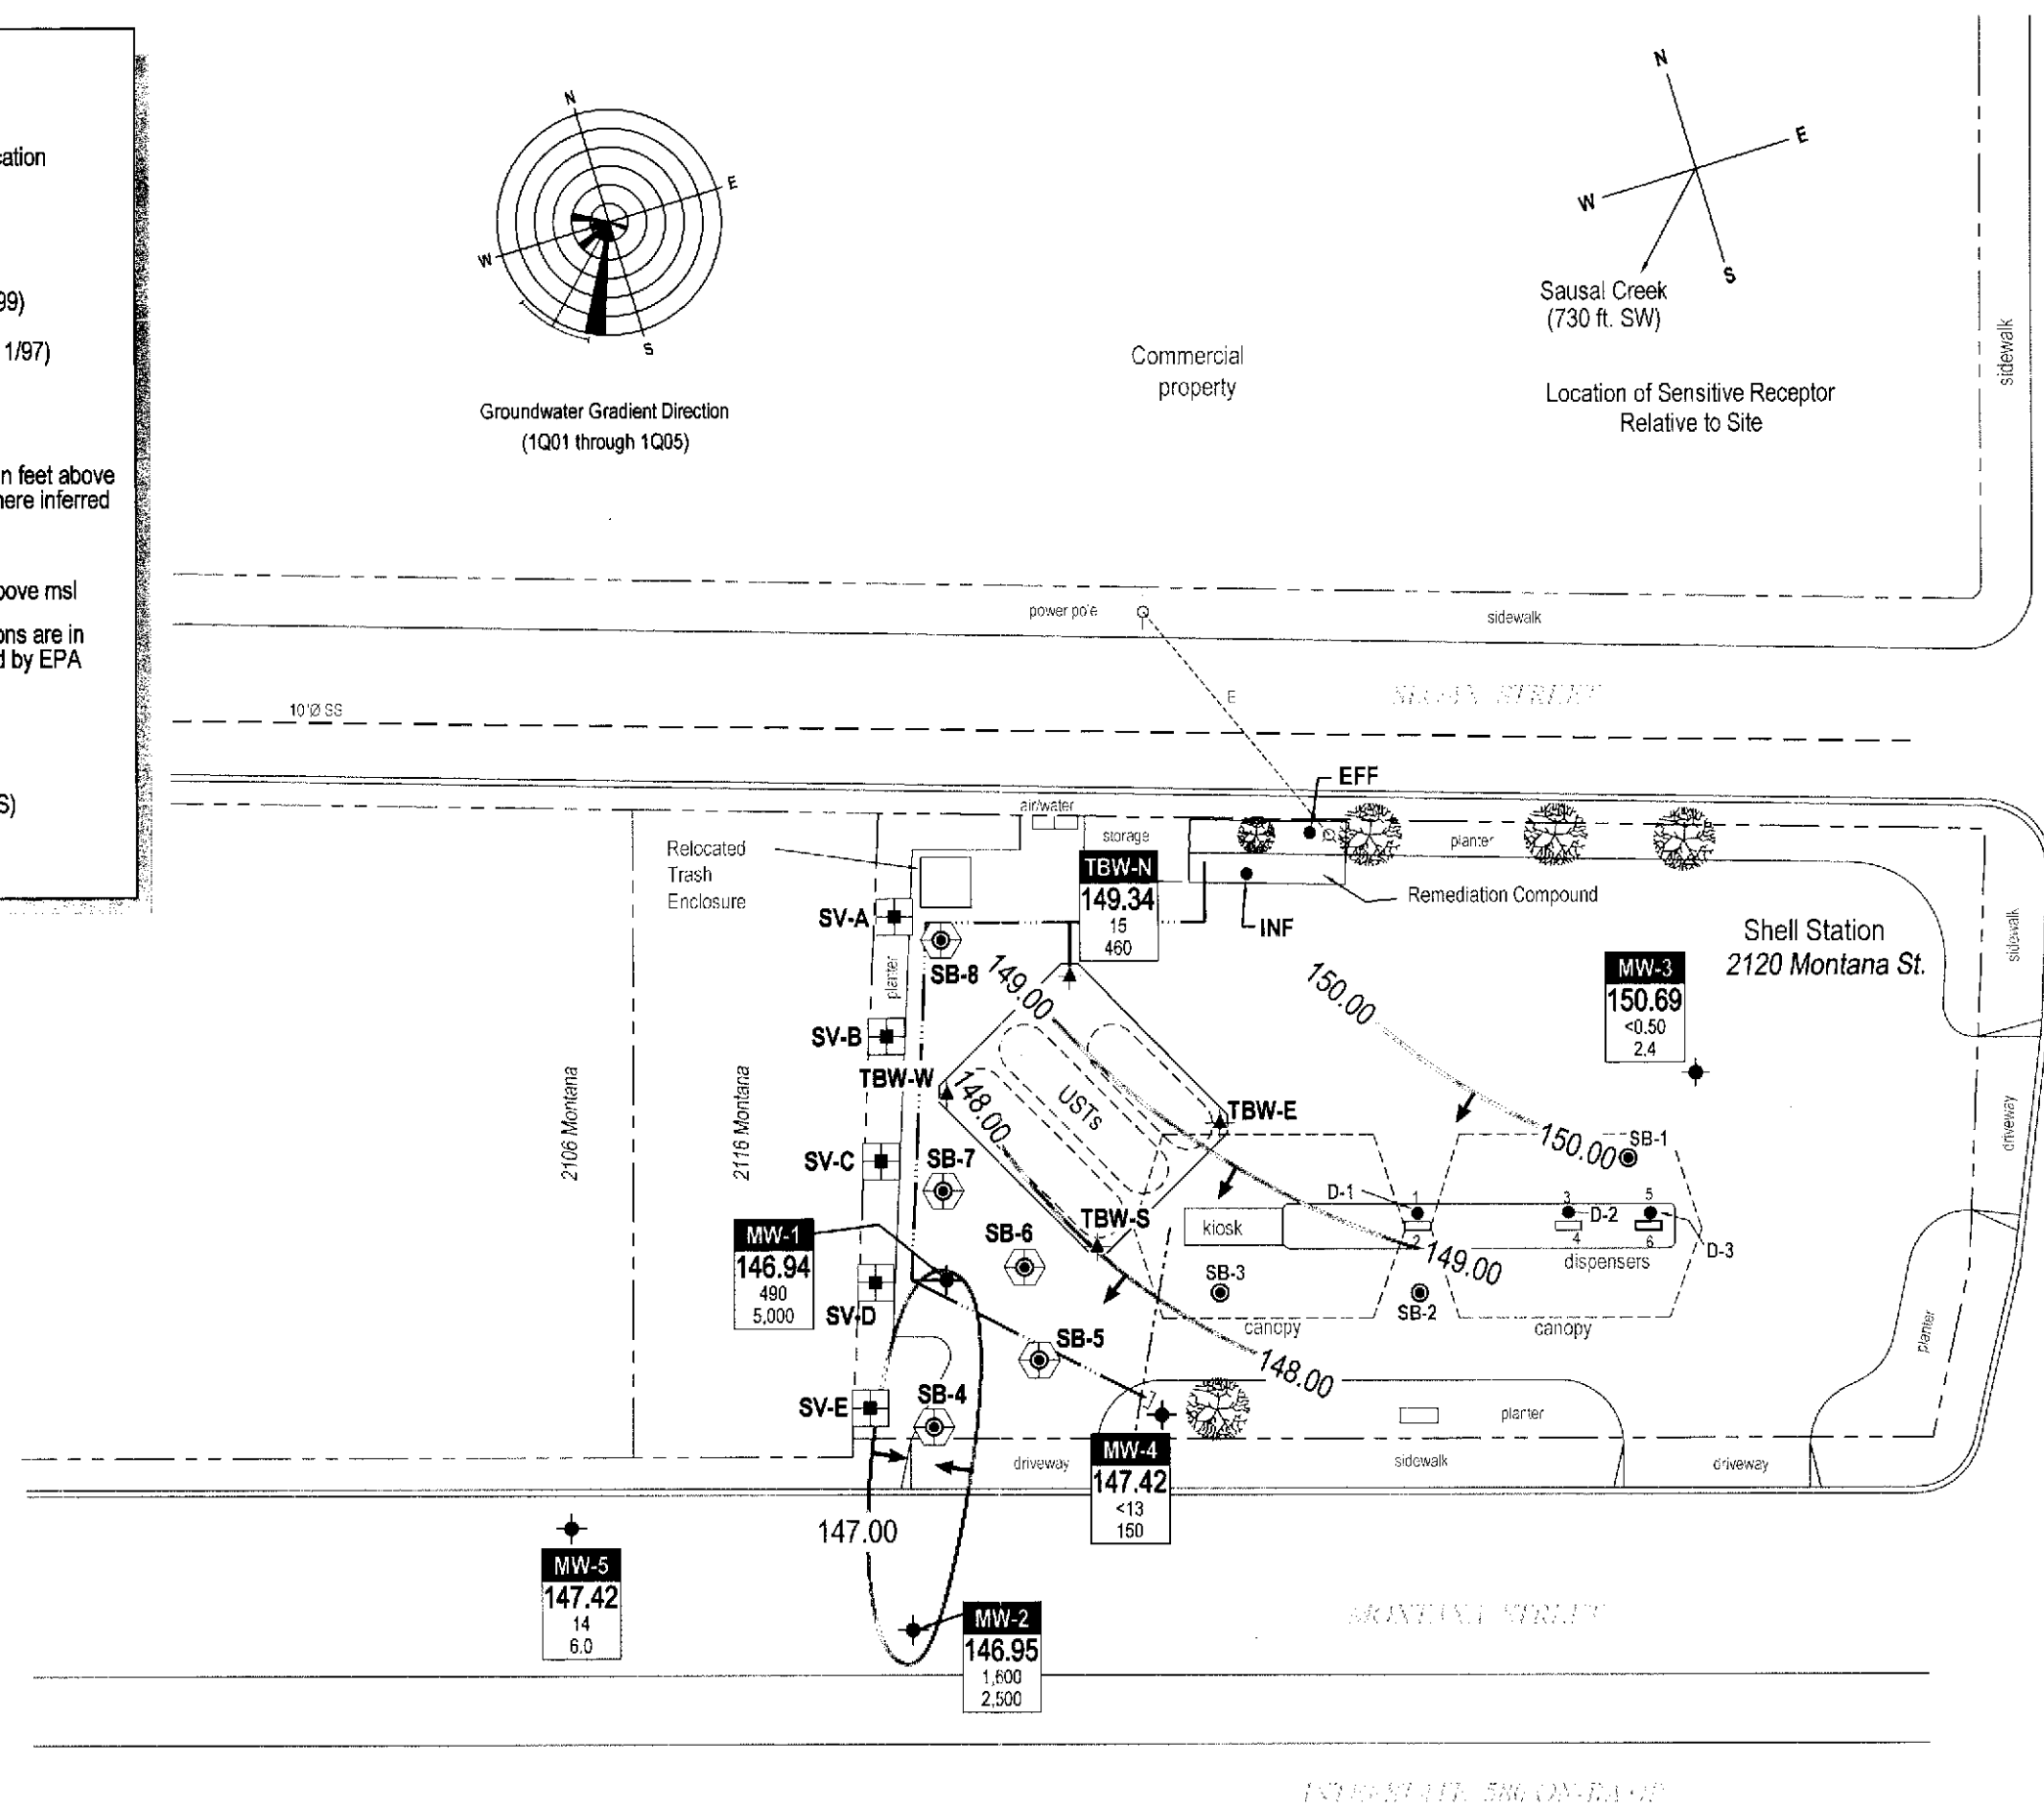 cation
99)
1/97)
n feet above
here inferred
bove msl
ons are in
d by EPA
S)
N
E
W
S
Groundwater Gradient Direction
(1Q01 through 1Q05)
N
E
W
S
Sausal Creek
(730 ft. SW)
Location of Sensitive Receptor
Relative to Site
Commercial
property
sidewalk
power pole
sidewalk
E
10'Ø SS
EFF
air/water
storage
planter
Relocated
Trash
Enclosure
Remediation Compound
INF
TBW-N
149.34
15
460
SV-A
SB-8
planter
149.00
150.00
MW-3
150.69
<0.50
2.4
Shell Station
2120 Montana St.
sidewalk
SV-B
TBW-W
148.00
USTs
TBW-E
2106 Montana
2116 Montana
150.00
SB-1
driveway
SV-C
SB-7
D-1
1
3
5
D-2
TBW-S
kiosk
2
4
6
D-3
149.00
dispensers
MW-1
146.94
490
5,000
SB-6
SB-3
SB-2
SV-D
canopy
canopy
planter
SB-5
148.00
SV-E
SB-4
planter
driveway
MW-4
147.42
<13
150
sidewalk
driveway
147.00
MW-5
147.42
14
6.0
MW-2
146.95
1,600
2,500
MONTANA STREET